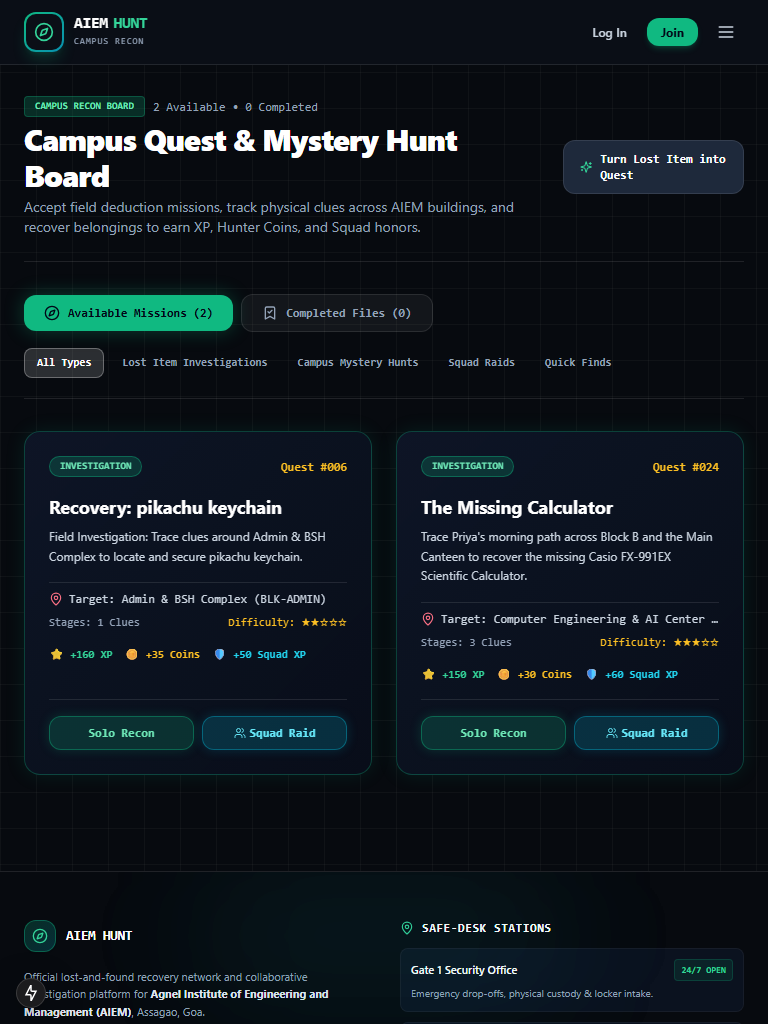 AIEM HUNT
CAMPUS RECON
Log In
Join
CAMPUS RECON BOARD
2 Available • 0 Completed
Campus Quest & Mystery Hunt
Board
Turn Lost Item into
Quest
Accept field deduction missions, track physical clues across AIEM buildings, and
recover belongings to earn XP, Hunter Coins, and Squad honors.
Available Missions (2)
Completed Files (0)
All Types
Lost Item Investigations
Campus Mystery Hunts
Squad Raids
Quick Finds
INVESTIGATION
Quest #006
Recovery: pikachu keychain
Field Investigation: Trace clues around Admin & BSH
Complex to locate and secure pikachu keychain.
Target: Admin & BSH Complex (BLK-ADMIN)
Stages: 1 Clues
Difficulty: ★★☆☆☆
+160 XP
+35 Coins
+50 Squad XP
Solo Recon
Squad Raid
INVESTIGATION
Quest #024
The Missing Calculator
Trace Priya's morning path across Block B and the Main
Canteen to recover the missing Casio FX-991EX
Scientific Calculator.
Target: Computer Engineering & AI Center …
Stages: 3 Clues
Difficulty: ★★★☆☆
+150 XP
+30 Coins
+60 Squad XP
Solo Recon
Squad Raid
AIEM HUNT
Official lost-and-found recovery network and collaborative
stigation platform for Agnel Institute of Engineering and
Management (AIEM), Assagao, Goa.
SAFE-DESK STATIONS
Gate 1 Security Office
24/7 OPEN
Emergency drop-offs, physical custody & locker intake.